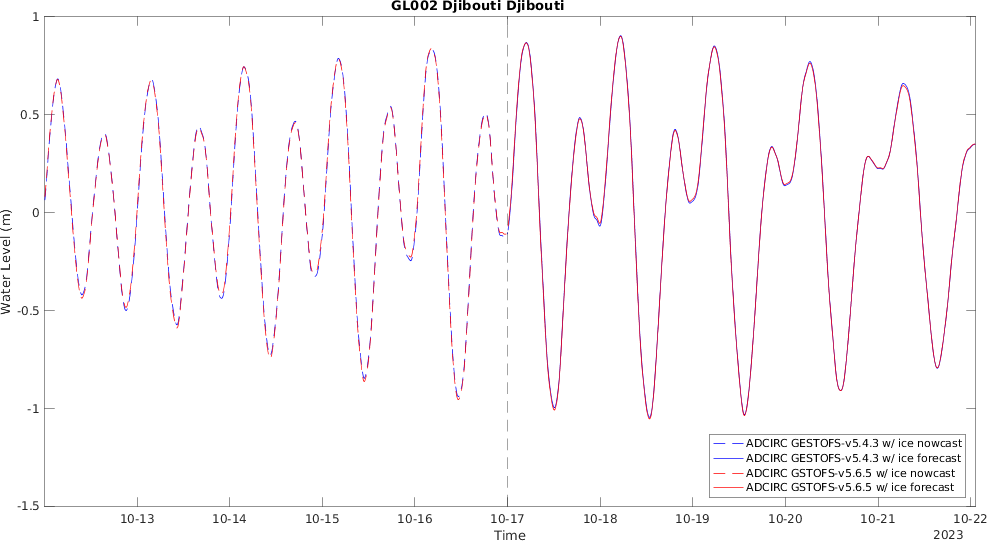 GL002 Djibouti Djibouti
1
0.5
0
-0.5
-1
-1.5
Water Level (m)
10-13 10-14 10-15 10-16 10-17 10-18 10-19 10-20 10-21 10-22
Time
2023
ADCIRC GESTOFS-v5.4.3 w/ ice nowcast
ADCIRC GESTOFS-v5.4.3 w/ ice forecast
ADCIRC GSTOFS-v5.6.5 w/ ice nowcast
ADCIRC GSTOFS-v5.6.5 w/ ice forecast